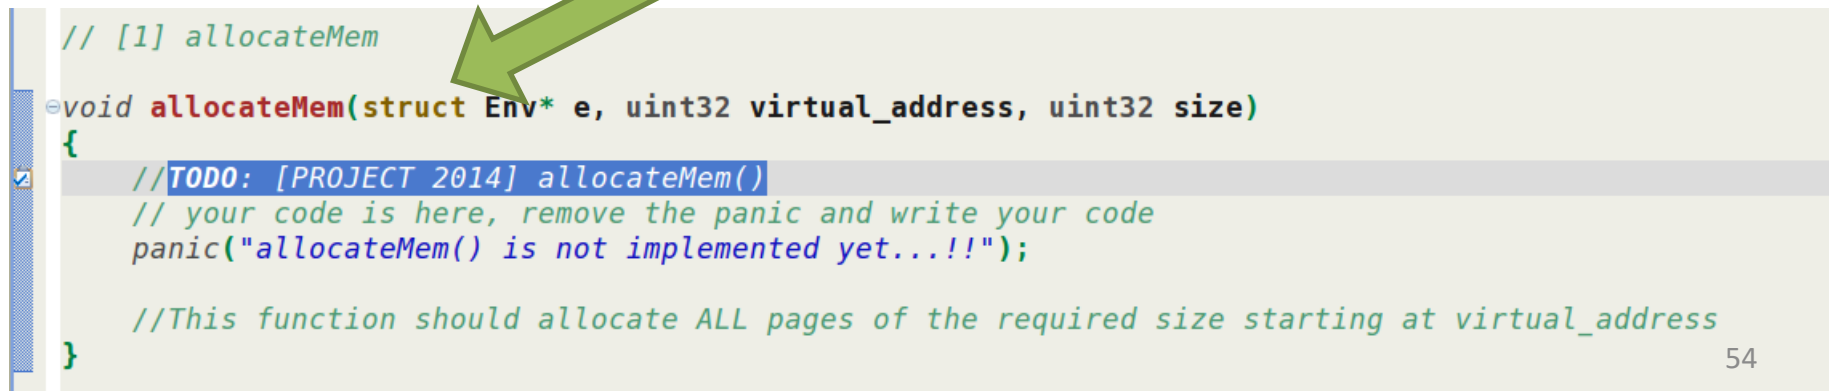 // [1] allocateMem
void allocateMem(struct Env* e, uint32 virtual_address, uint32 size)
{
//TODO: [PROJECT 2014] allocateMem()
// your code is here, remove the panic and write your code
panic("allocateMem() is not implemented yet...!!");
//This function should allocate ALL pages of the required size starting at virtual_address
}
54